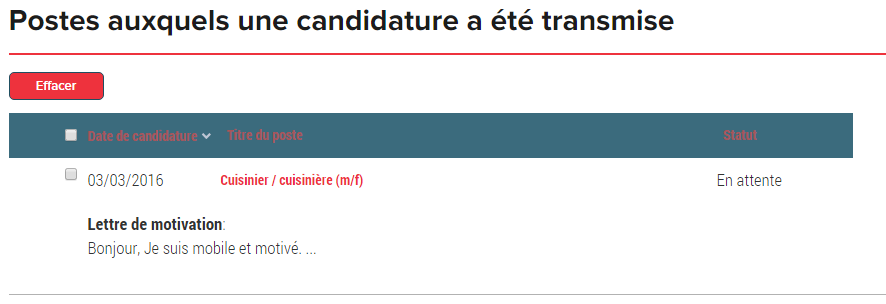 Postes auxquels une candidature a été transmise
Effacer
Date de candidature Titre du poste Statut
03/03/2016 Cuisinier / cuisinière (m/f) En attente
Lettre de motivation:
Bonjour, Je suis mobile et motivé. ...